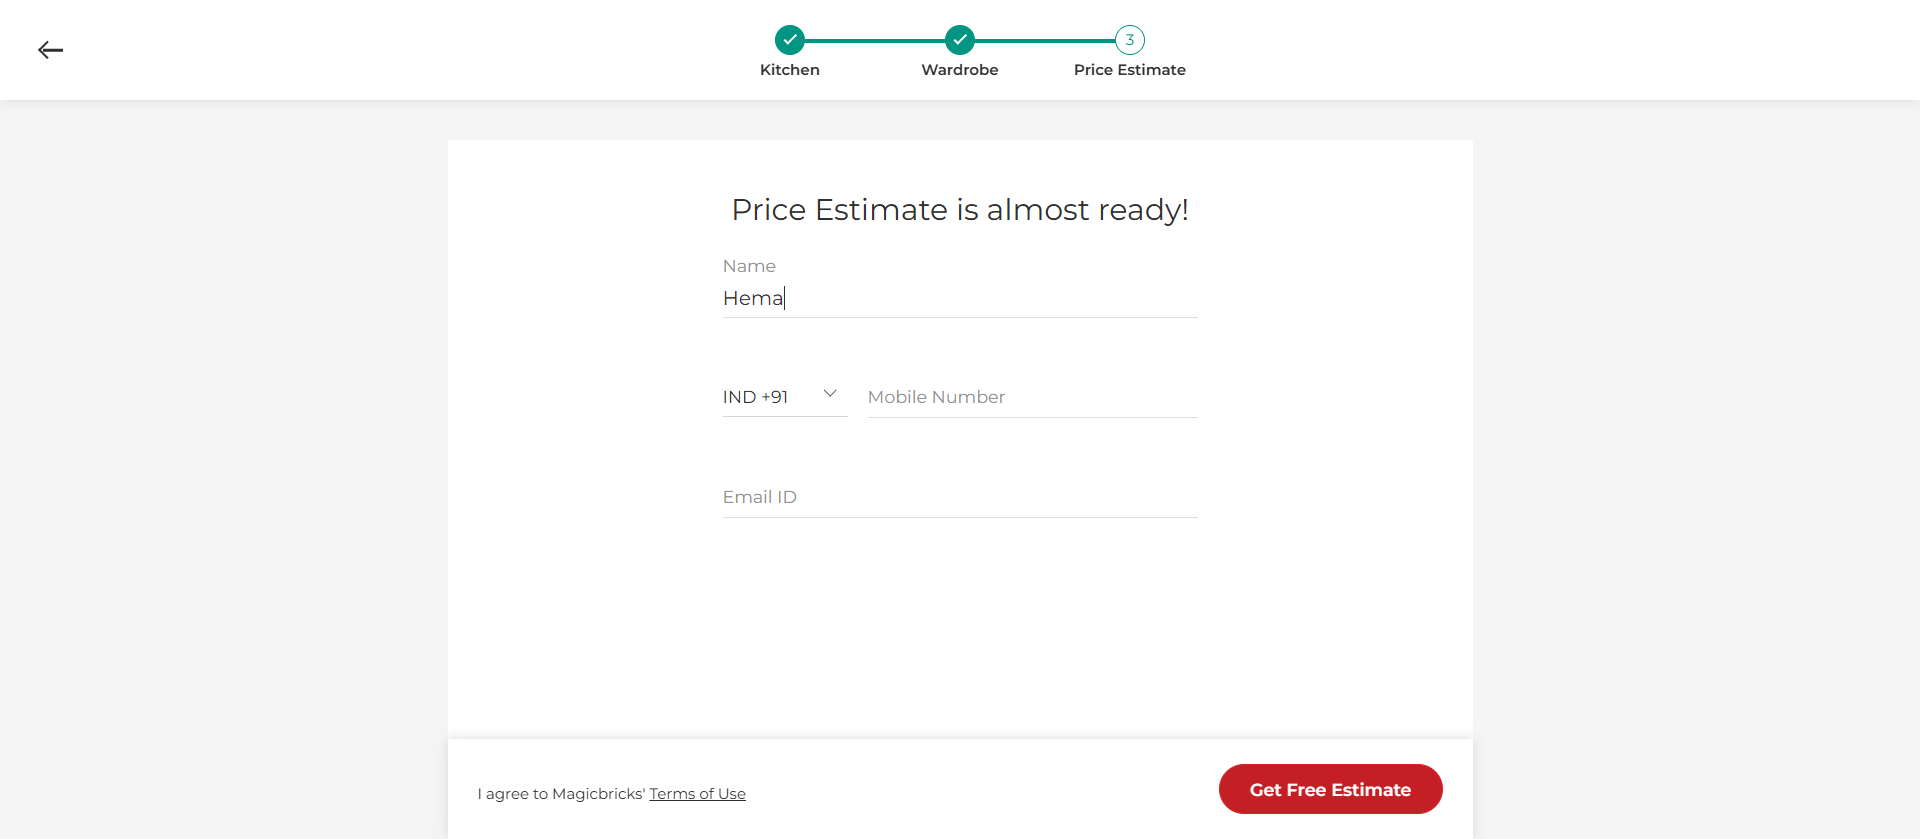 3
Kitchen
Wardrobe
Price Estimate
Price Estimate is almost ready!
Name
Hema
IND +91
Mobile Number
Email ID
I agree to Magicbricks' Terms of Use
Get Free Estimate